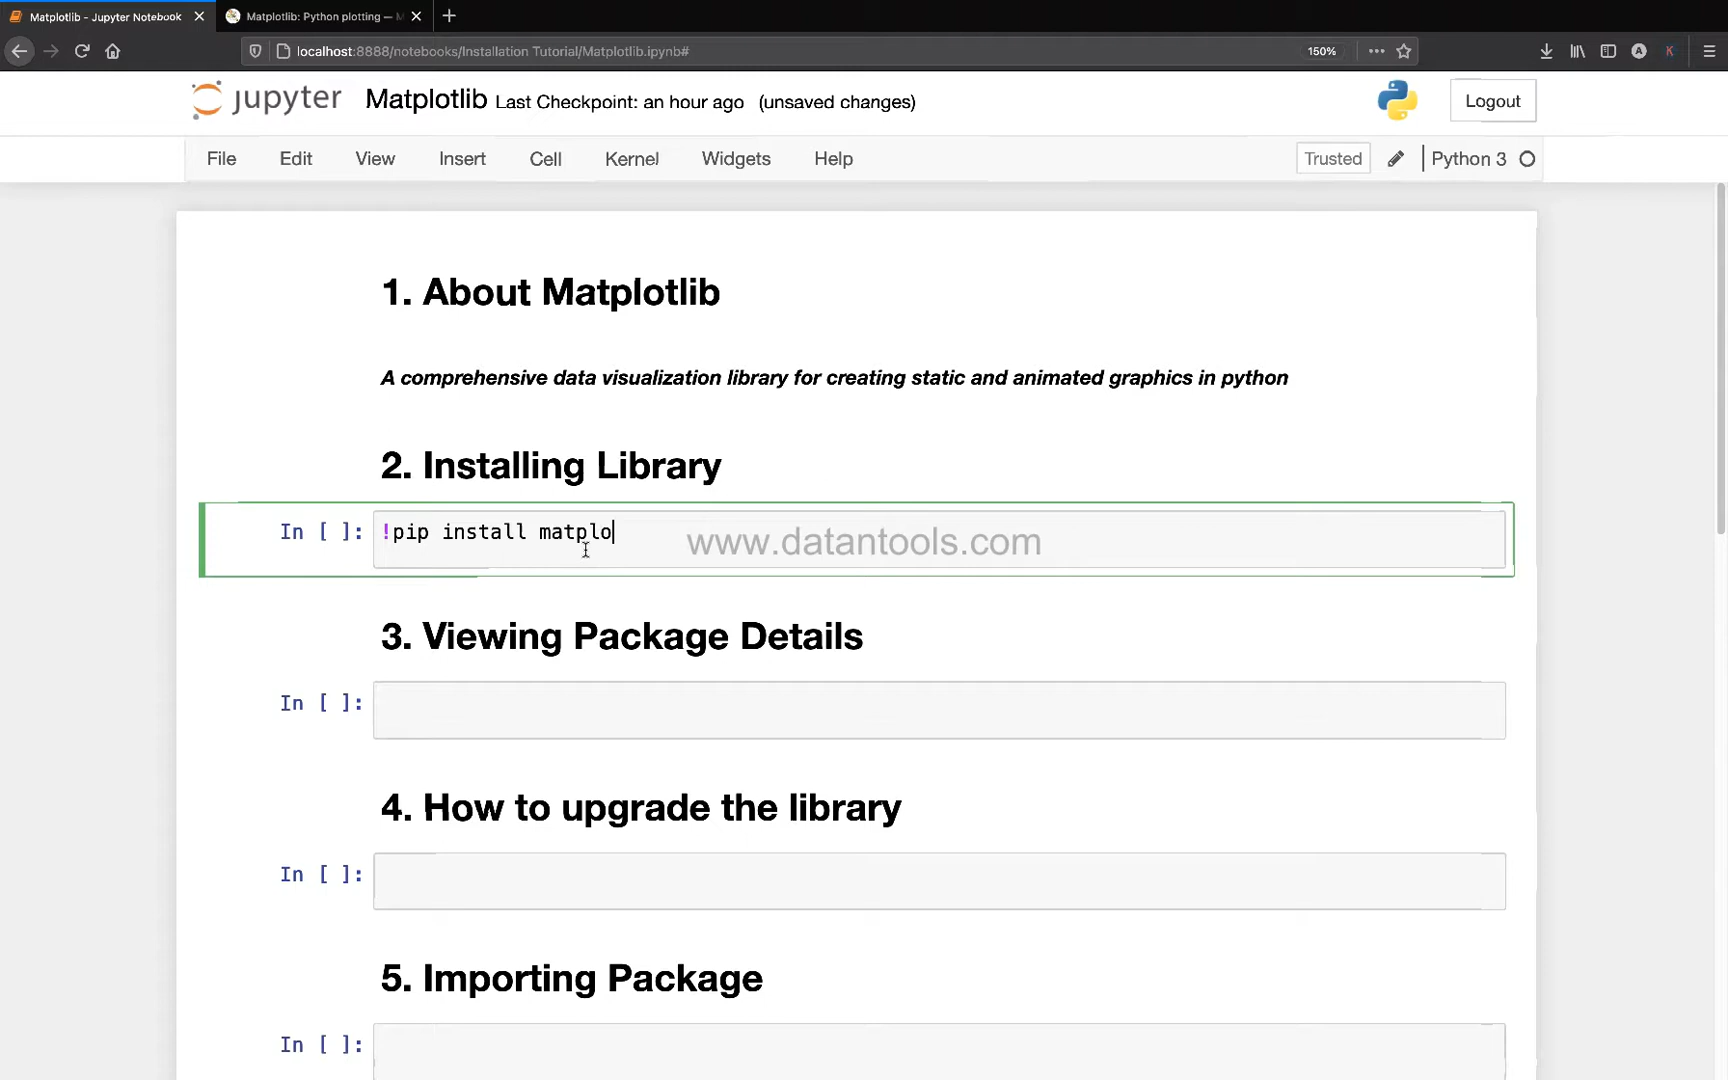 Matplotlib - Jupyter Notebook
Matplotlib: Python plotting — M
localhost:8888/notebooks/Installation Tutorial/Matplotlib.ipynb#
150%
A
K
jupyter Matplotlib Last Checkpoint: an hour ago (unsaved changes)
Logout
File Edit View Insert Cell Kernel Widgets Help
Trusted
Python 3
1. About Matplotlib
A comprehensive data visualization library for creating static and animated graphics in python
2. Installing Library
In [ ]: !pip install matplo
www.datantools.com
3. Viewing Package Details
In [ ]:
4. How to upgrade the library
In [ ]:
5. Importing Package
In [ ]: